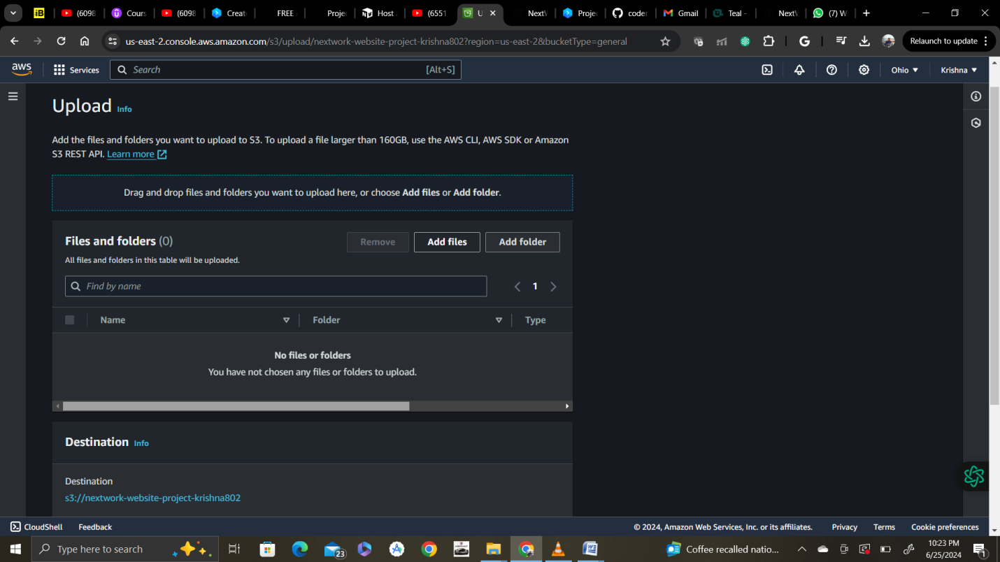 iB
(6098
Cours
(6098
Creat
FREE
Projec
Host
(6551
U
NextW
Projec
coder
Gmail
Teal -
NextW
(7) W
us-east-2.console.aws.amazon.com/s3/upload/nextwork-website-project-krishna802?region=us-east-2&bucketType=general
G
Relaunch to update
aws
Services
Search
[Alt+S]
Ohio
Krishna
Upload Info
Add the files and folders you want to upload to S3. To upload a file larger than 160GB, use the AWS CLI, AWS SDK or Amazon
S3 REST API. Learn more
Drag and drop files and folders you want to upload here, or choose Add files or Add folder.
Files and folders (0)
Remove
Add files
Add folder
All files and folders in this table will be uploaded.
Find by name
1
Name
Folder
Type
No files or folders
You have not chosen any files or folders to upload.
Destination Info
Destination
s3://nextwork-website-project-krishna802
CloudShell
Feedback
© 2024, Amazon Web Services, Inc. or its affiliates.
Privacy
Terms
Cookie preferences
Type here to search
23
Coffee recalled natio...
10:23 PM
6/25/2024
1